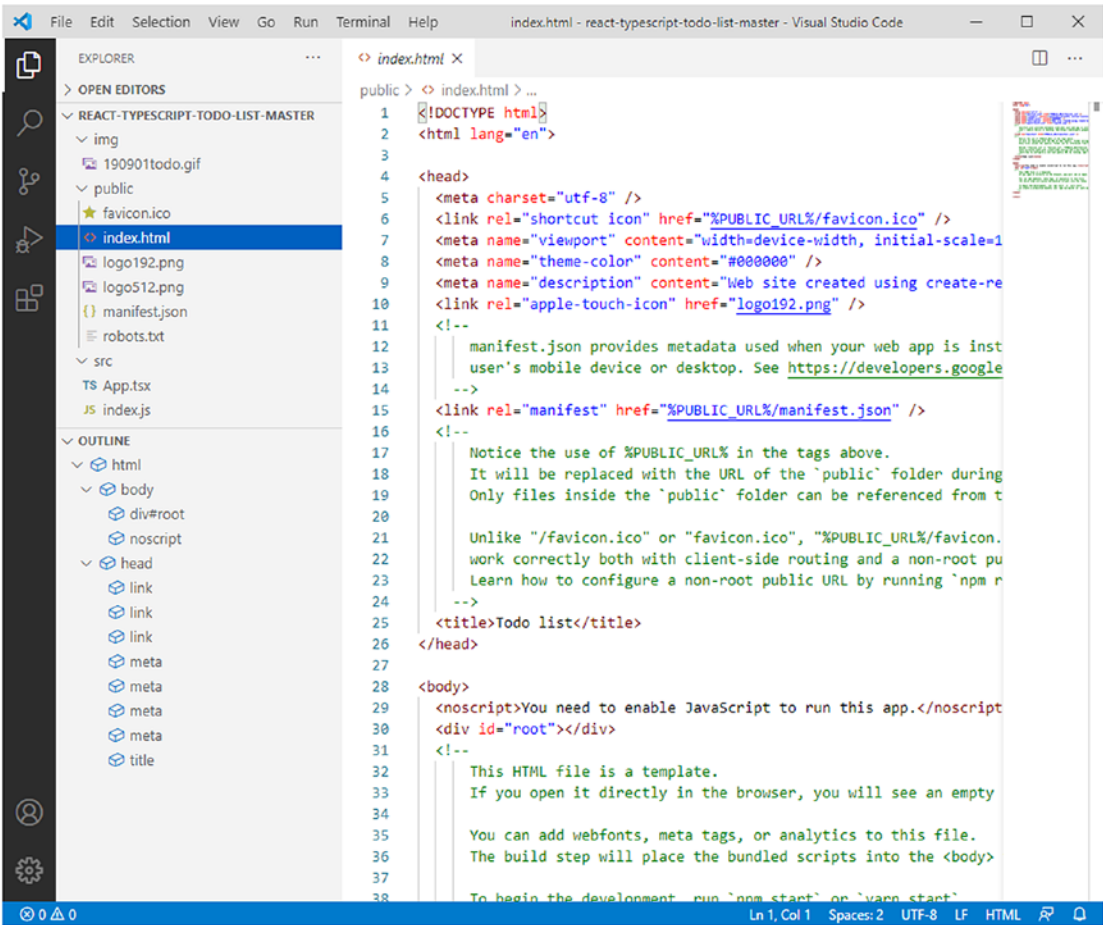 File Edit Selection View Go Run Terminal Help index.html - react-typescript-todo-list-master - Visual Studio Code
EXPLORER
OPEN EDITORS
REACT-TYPESCRIPT-TODO-LIST-MASTER
img
190901todo.gif
public
favicon.ico
index.html
logo192.png
logo512.png
{} manifest.json
robots.txt
src
TS App.tsx
JS index.js
OUTLINE
html
body
div#root
noscript
head
link
link
link
meta
meta
meta
meta
title
<> index.html
public > <> index.html > ...
1 <!DOCTYPE html>
2 <html lang="en">
3
4 <head>
5 <meta charset="utf-8" />
6 <link rel="shortcut icon" href="%PUBLIC_URL%/favicon.ico" />
7 <meta name="viewport" content="width=device-width, initial-scale=1
8 <meta name="theme-color" content="#000000" />
9 <meta name="description" content="Web site created using create-re
10 <link rel="apple-touch-icon" href="logo192.png" />
11 <!--
12 manifest.json provides metadata used when your web app is inst
13 user's mobile device or desktop. See https://developers.google
14 -->
15 <link rel="manifest" href="%PUBLIC_URL%/manifest.json" />
16 <!--
17 Notice the use of %PUBLIC_URL% in the tags above.
18 It will be replaced with the URL of the `public` folder during
19 Only files inside the `public` folder can be referenced from t
20
21 Unlike "/favicon.ico" or "favicon.ico", "%PUBLIC_URL%/favicon.
22 work correctly both with client-side routing and a non-root pu
23 Learn how to configure a non-root public URL by running `npm r
24 -->
25 <title>Todo list</title>
26 </head>
27
28 <body>
29 <noscript>You need to enable JavaScript to run this app.</noscript
30 <div id="root"></div>
31 <!--
32 This HTML file is a template.
33 If you open it directly in the browser, you will see an empty
34
35 You can add webfonts, meta tags, or analytics to this file.
36 The build step will place the bundled scripts into the <body>
37
38 To begin the development, run `npm start` or `yarn start`
0 0 Ln 1, Col 1 Spaces: 2 UTF-8 LF HTML